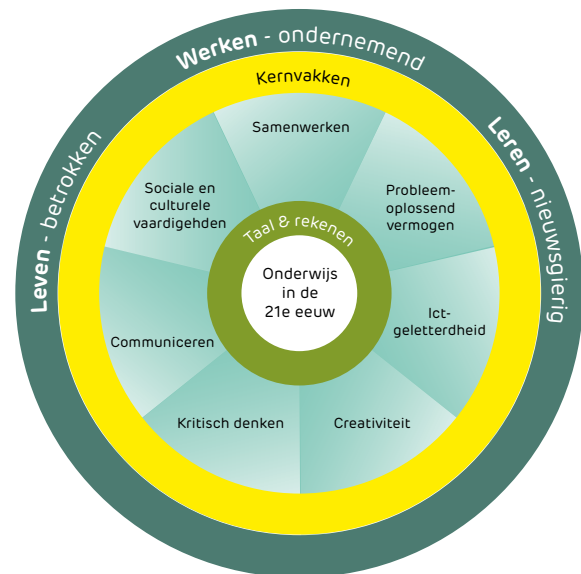 Werken - ondernemend
Leren - nieuwsgierig
Leven - betrokken
Kernvakken
Samenwerken
Probleem-
oplossend
vermogen
Ict-
geletterdheid
Creativiteit
Kritisch denken
Communiceren
Sociale en
culturele
vaardigehden
Taal & rekenen
Onderwijs
in de
21e eeuw